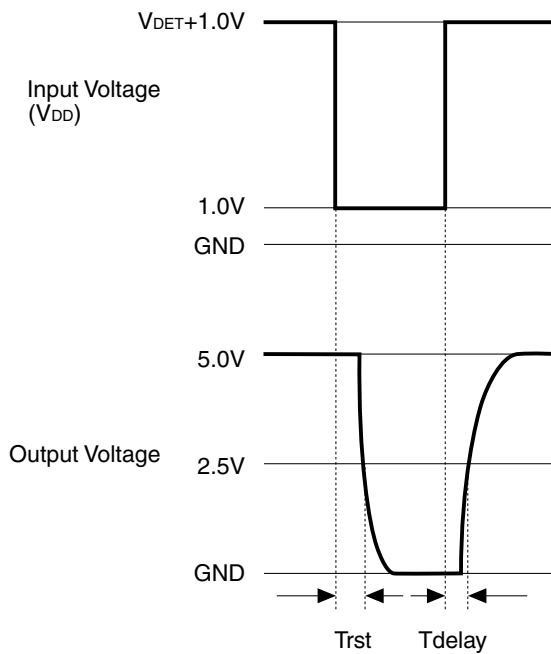 VDET+1.0V
Input Voltage
(VDD)
1.0V
GND
5.0V
Output Voltage
2.5V
GND
Trst
Tdelay